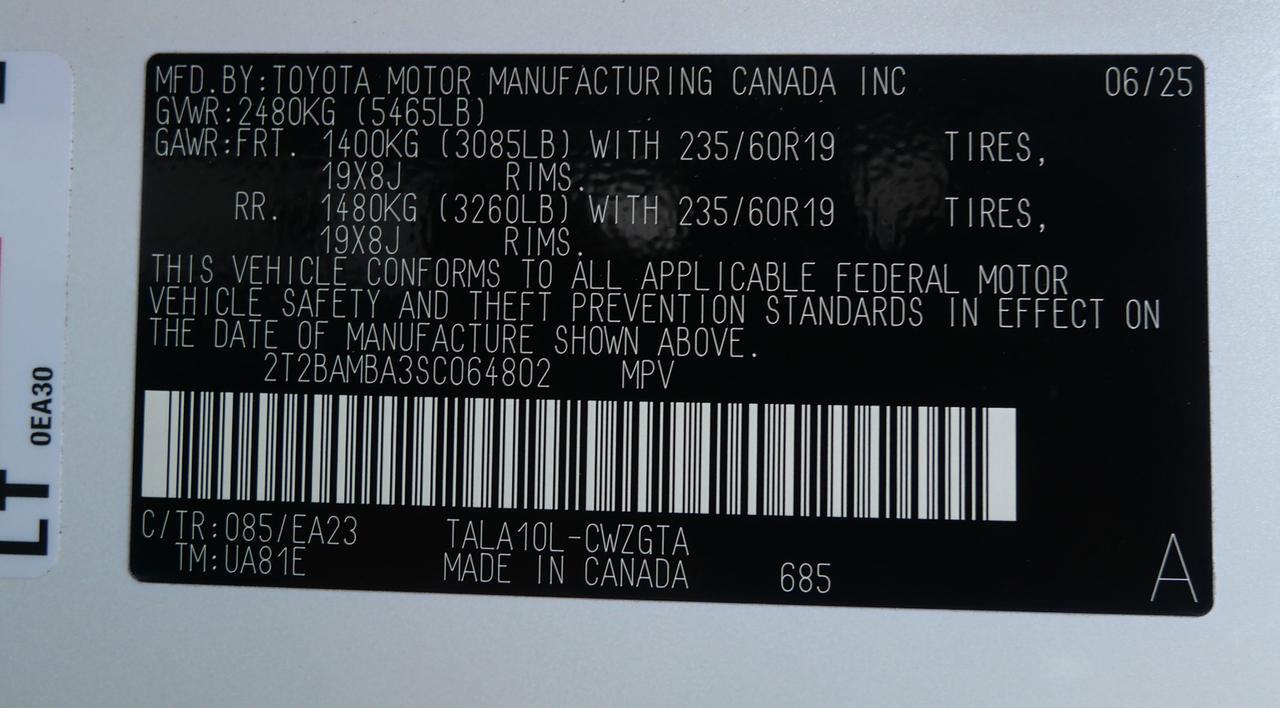 MFD.BY:TOYOTA MOTOR MANUFACTURING CANADA INC 06/25
GVWR:2480KG (5465LB)
GAWR:FRT. 1400KG (3085LB) WITH 235/60R19 TIRES,
19X8J RIMS.
RR. 1480KG (3260LB) WITH 235/60R19 TIRES,
19X8J RIMS.
THIS VEHICLE CONFORMS TO ALL APPLICABLE FEDERAL MOTOR
VEHICLE SAFETY AND THEFT PREVENTION STANDARDS IN EFFECT ON
THE DATE OF MANUFACTURE SHOWN ABOVE.
2T2BAMBA3SC064802 MPV
C/TR:085/EA23 TALA10L-CWZGTA
TM:UA81E MADE IN CANADA 685
A
0EA30